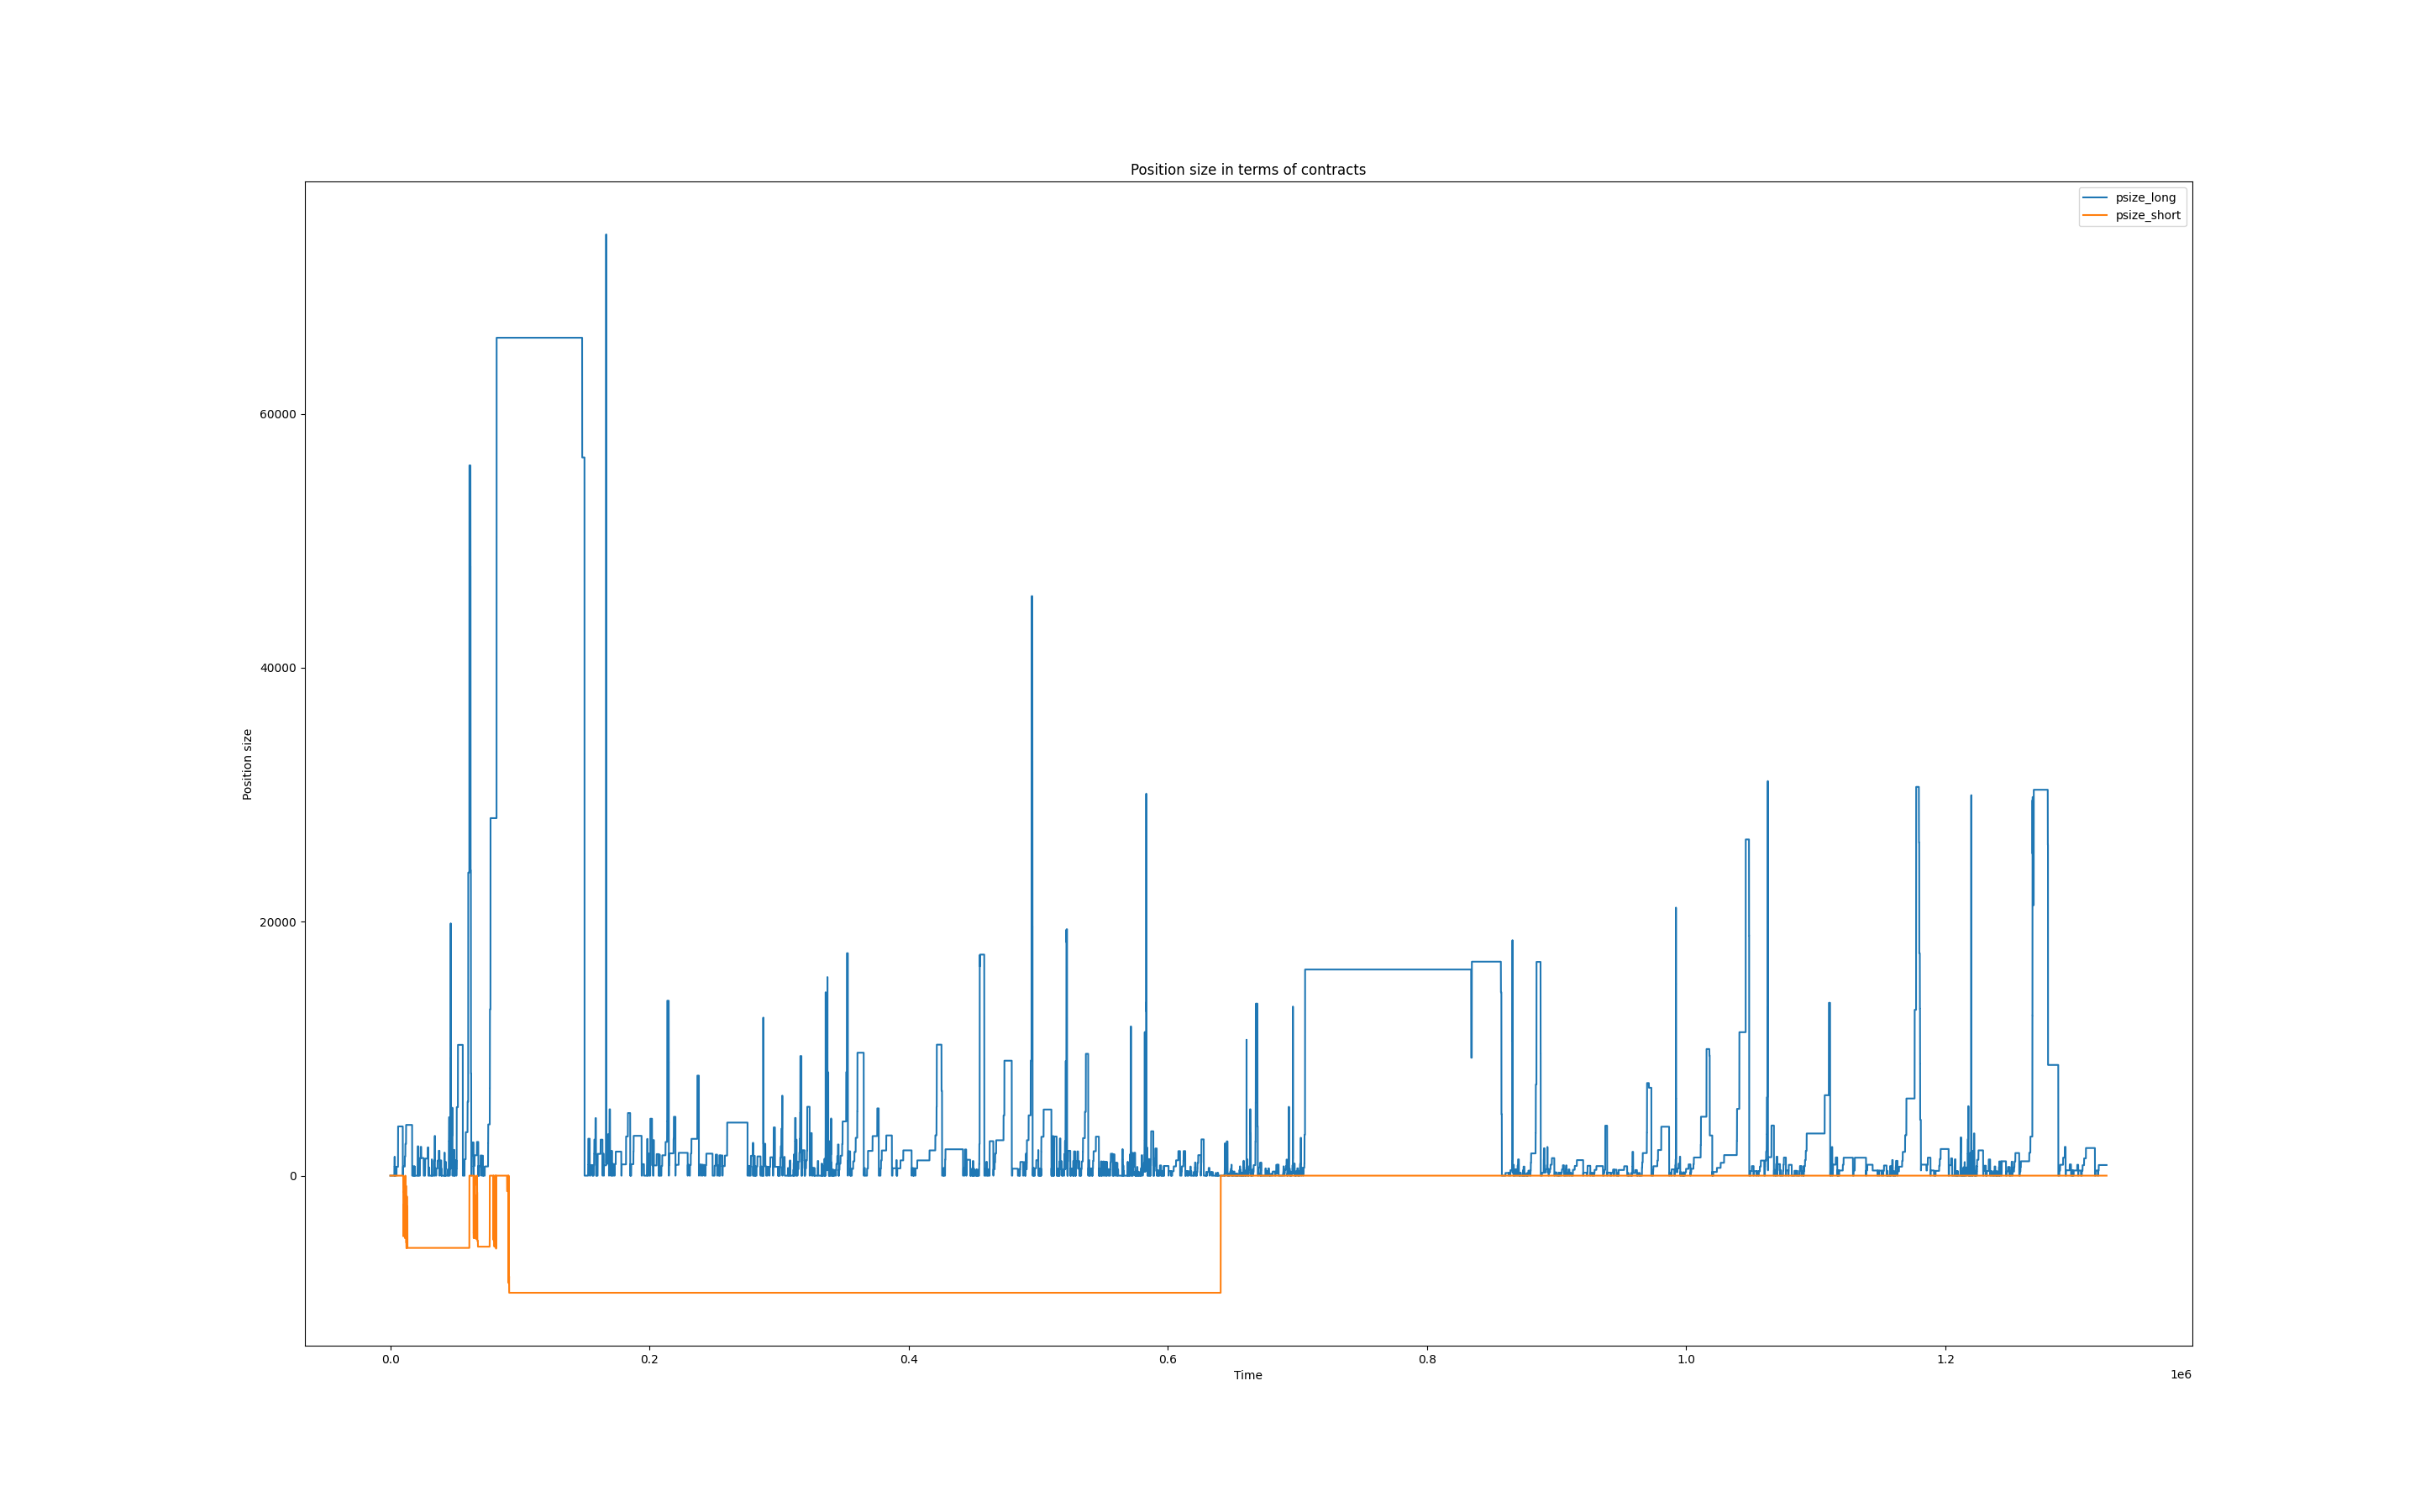 Position size in terms of contracts
psize_long
psize_short
60000
40000
20000
0
Position size
0.0
0.2
0.4
0.6
0.8
1.0
1.2
Time
1e6